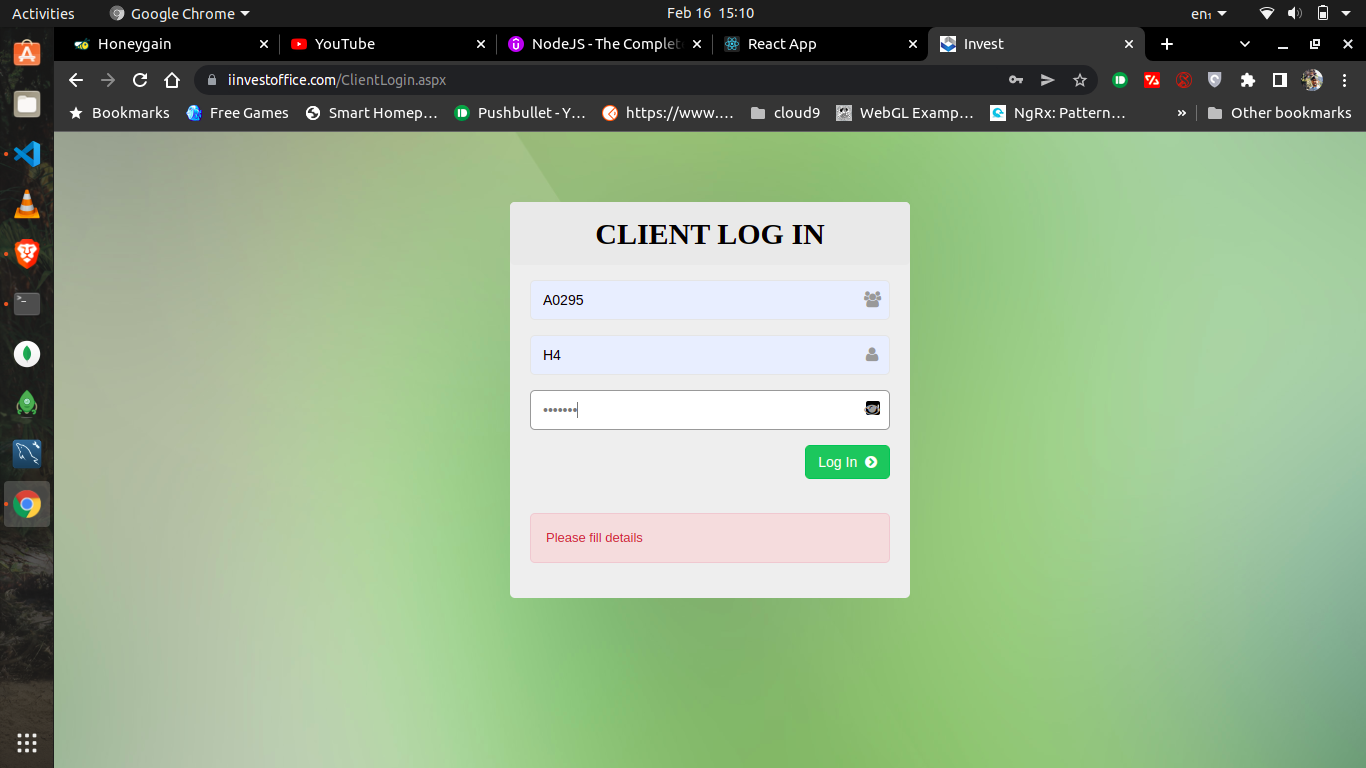 Activities Google Chrome Feb 16 15:10 en₁
Honeygain YouTube NodeJS - The Complet React App Invest
iinvestoffice.com/ClientLogin.aspx
Bookmarks Free Games Smart Homep… Pushbullet - Y… https://www.… cloud9 WebGL Examp… NgRx: Pattern… » Other bookmarks
CLIENT LOG IN
A0295
H4
•••••••
Log In
Please fill details